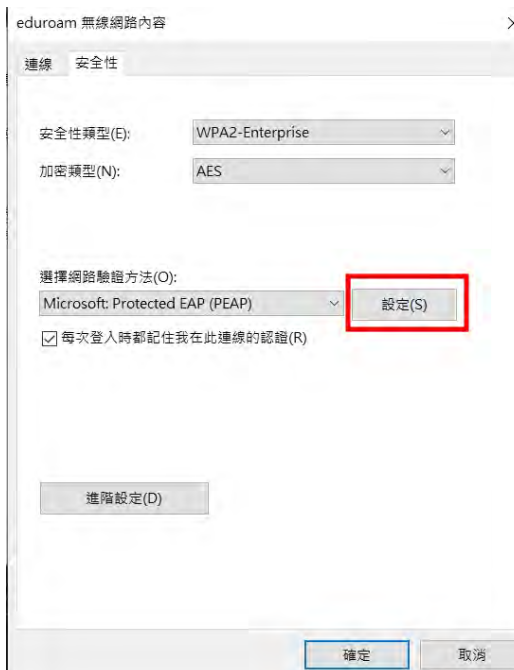 eduroam 無線網路內容
連線 安全性
安全性類型(E): WPA2-Enterprise
加密類型(N): AES
選擇網路驗證方法(O):
Microsoft: Protected EAP (PEAP) 設定(S)
每次登入時都記住我在此連線的認證(R)
進階設定(D)
確定 取消